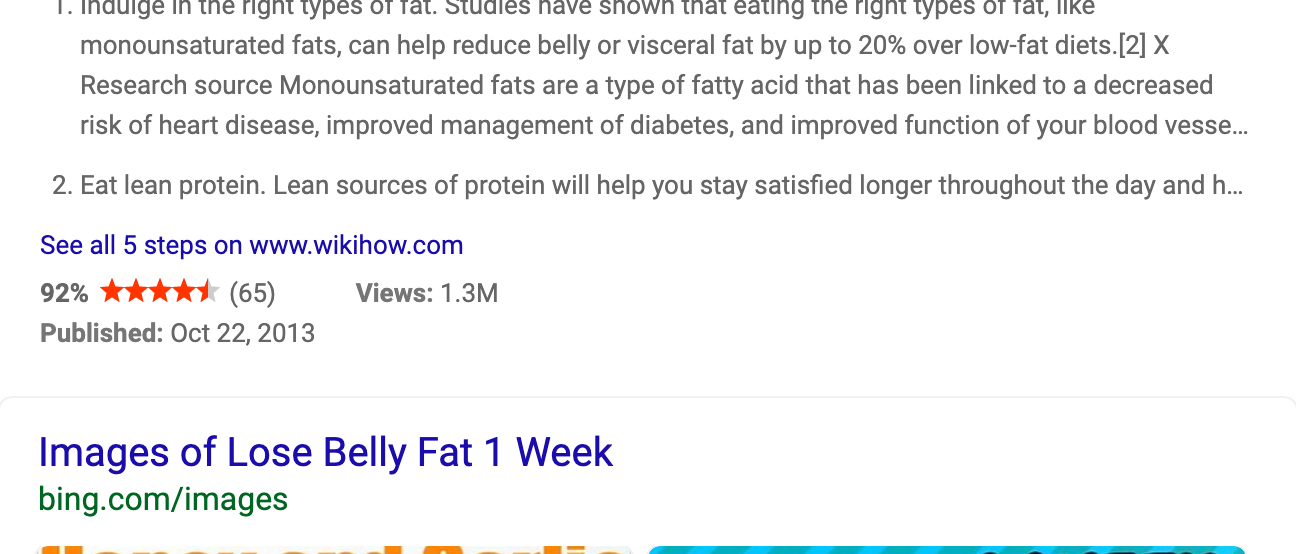 1. Indulge in the right types of fat. Studies have shown that eating the right types of fat, like
monounsaturated fats, can help reduce belly or visceral fat by up to 20% over low-fat diets.[2] X
Research source Monounsaturated fats are a type of fatty acid that has been linked to a decreased
risk of heart disease, improved management of diabetes, and improved function of your blood vesse…
2. Eat lean protein. Lean sources of protein will help you stay satisfied longer throughout the day and h…
See all 5 steps on www.wikihow.com
92% (65) Views: 1.3M
Published: Oct 22, 2013
Images of Lose Belly Fat 1 Week
bing.com/images